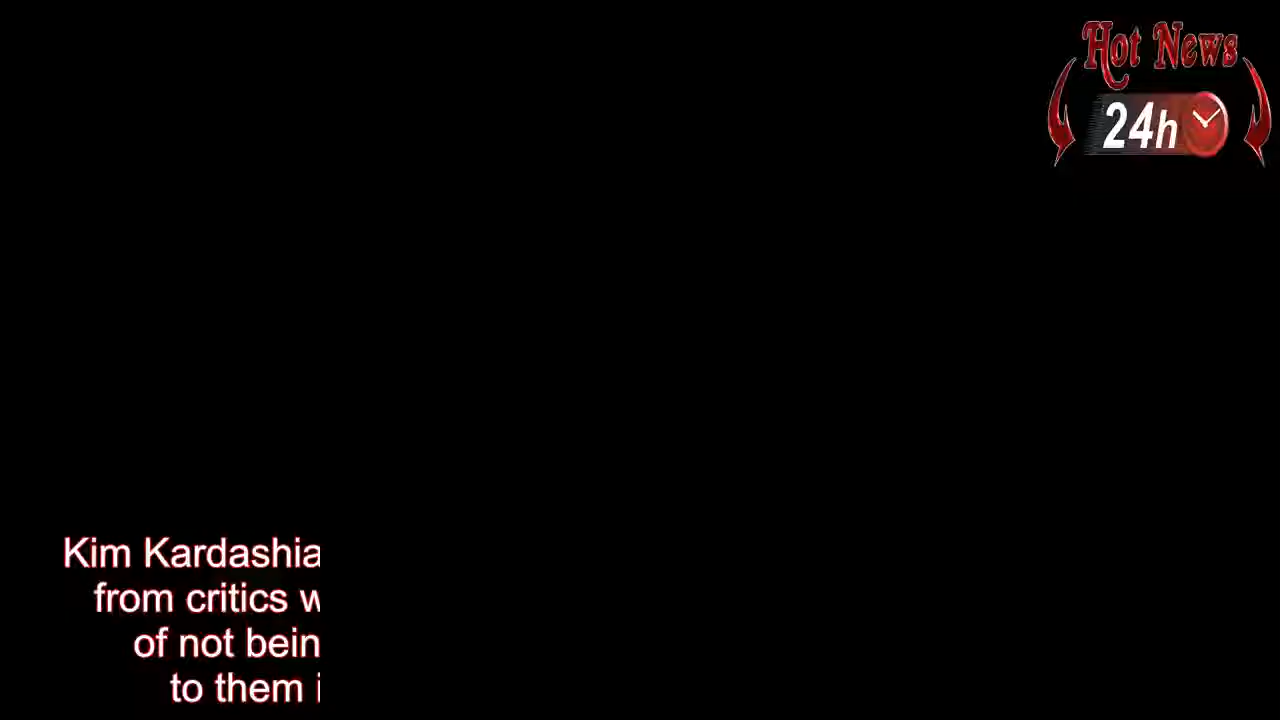 Hot News
24h
Kim Kardashia
from critics w
of not bein
to them i